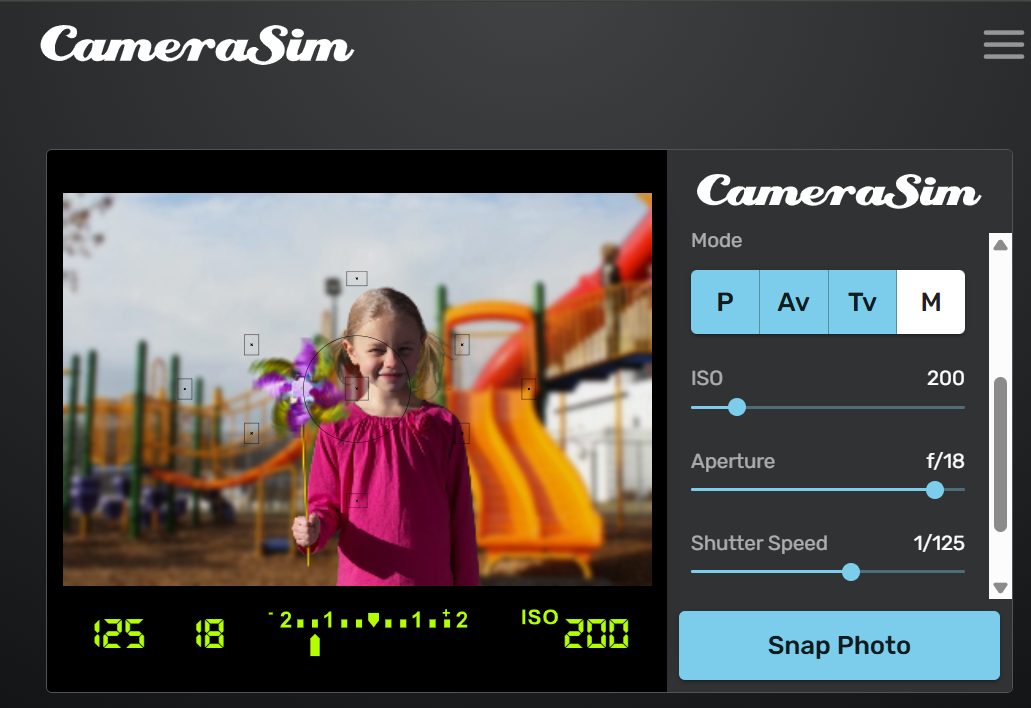 CameraSim
CameraSim
Mode
P Av Tv M
ISO 200
Aperture f/18
Shutter Speed 1/125
125 18 -2..1..▼..1..+2 ISO 200
Snap Photo